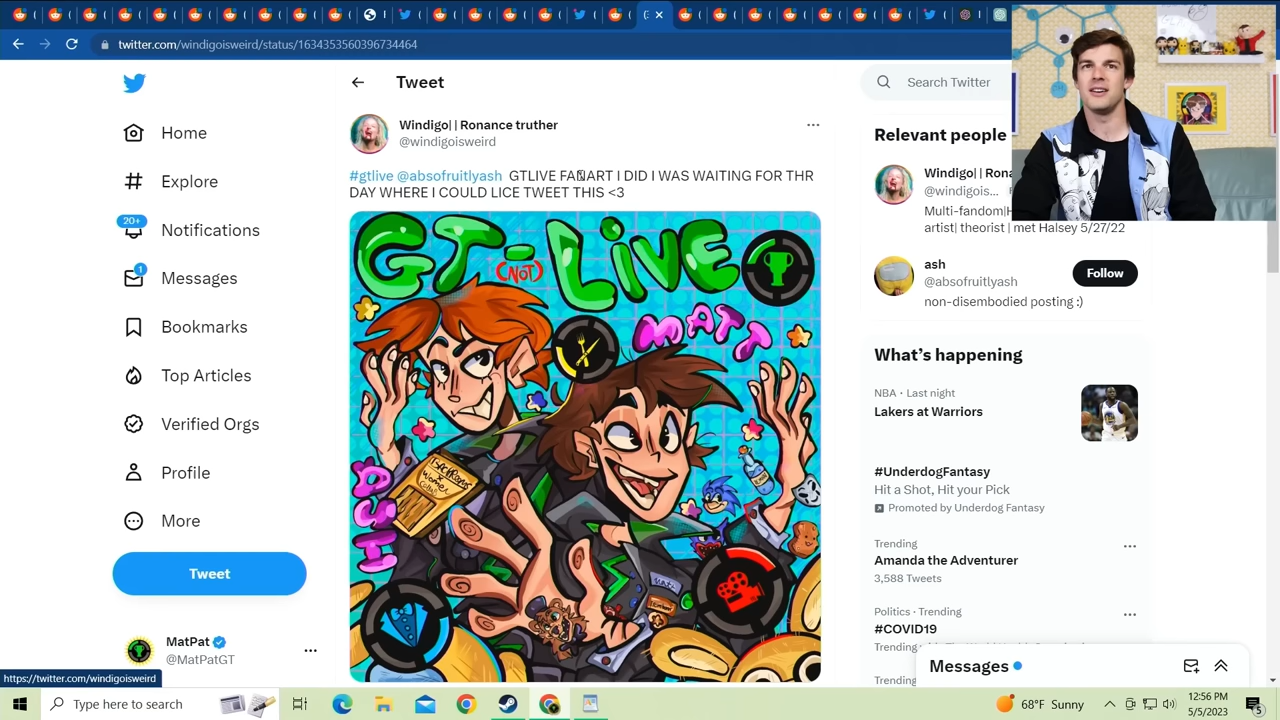 twitter.com/windigoisweird/status/1634353560396734464
Tweet
Search Twitter
Home
Explore
20+
Notifications
1
Messages
Bookmarks
Top Articles
Verified Orgs
Profile
More
Tweet
MatPat
@MatPatGT
https://twitter.com/windigoisweird
Windigo| | Ronance truther
@windigoisweird
#gtlive @absofruitlyash GTLIVE FANART I DID I WAS WAITING FOR THR
DAY WHERE I COULD LICE TWEET THIS <3
GT-LIVE
(NOT)
MATT
Relevant people
Windigo| | Rona
@windigois...
Multi-fandom|H
artist| theorist | met Halsey 5/27/22
ash
@absofruitlyash
Follow
non-disembodied posting :)
What's happening
NBA · Last night
Lakers at Warriors
#UnderdogFantasy
Hit a Shot, Hit your Pick
Promoted by Underdog Fantasy
Trending
Amanda the Adventurer
3,588 Tweets
Politics · Trending
#COVID19
Trending
Messages
Type here to search
68°F Sunny
12:56 PM
5/5/2023
5